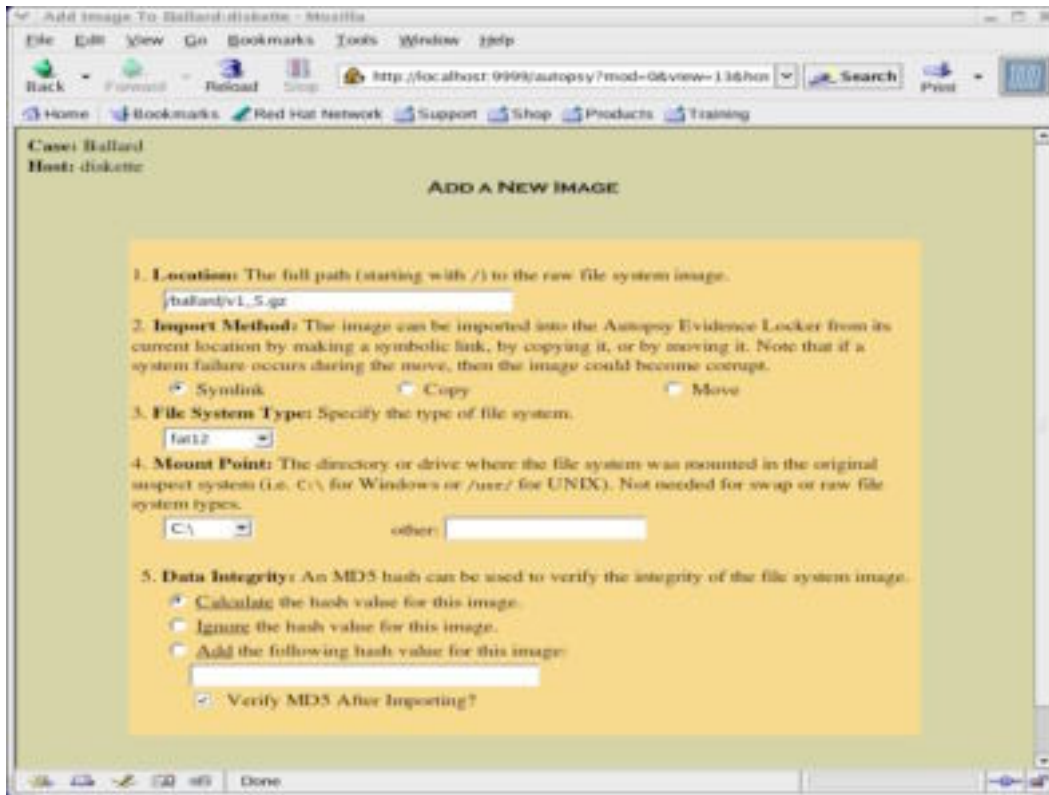 Add Image To Ballard:diskette - Mozilla
File Edit View Go Bookmarks Tools Window Help
Back Forward Reload Stop http://localhost:9999/autopsy?mod=0&view=13&hos Search Print
Home Bookmarks Red Hat Network Support Shop Products Training
Case: Ballard
Host: diskette
ADD A NEW IMAGE
1. Location: The full path (starting with /) to the raw file system image.
/ballard/v1_5.gz
2. Import Method: The image can be imported into the Autopsy Evidence Locker from its
current location by making a symbolic link, by copying it, or by moving it. Note that if a
system failure occurs during the move, then the image could become corrupt.
Symlink Copy Move
3. File System Type: Specify the type of file system.
fat12
4. Mount Point: The directory or drive where the file system was mounted in the original
suspect system (i.e. C:\ for Windows or /usr/ for UNIX). Not needed for swap or raw file
system types.
C:\ other:
5. Data Integrity: An MD5 hash can be used to verify the integrity of the file system image.
Calculate the hash value for this image.
Ignore the hash value for this image.
Add the following hash value for this image:
Verify MD5 After Importing?
Done